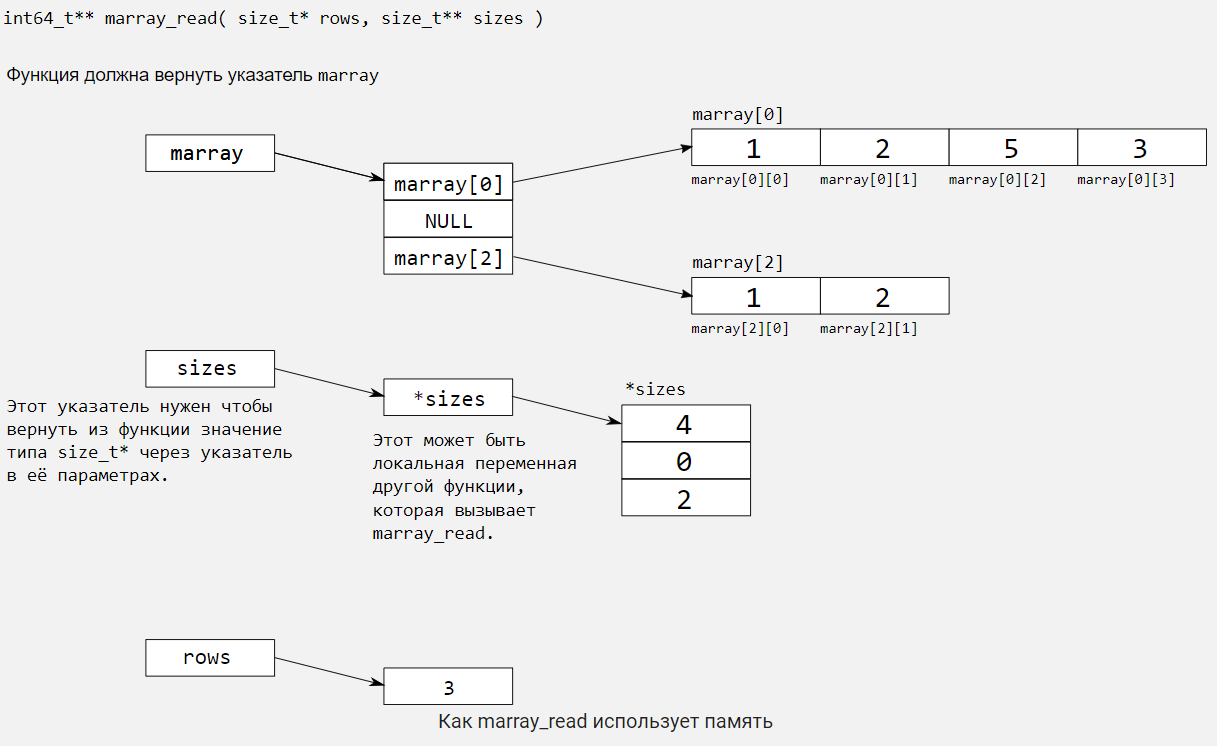 int64_t** marray_read( size_t* rows, size_t** sizes )
Функция должна вернуть указатель marray
marray[0]
marray
1 2 5 3
marray[0]
marray[0][0] marray[0][1] marray[0][2] marray[0][3]
NULL
marray[2]
marray[2]
1 2
marray[2][0] marray[2][1]
sizes
*sizes
*sizes
Этот указатель нужен чтобы
вернуть из функции значение
типа size_t* через указатель
в её параметрах.
Этот может быть
локальная переменная
другой функции,
которая вызывает
marray_read.
4
0
2
rows
3
Как marray_read использует память